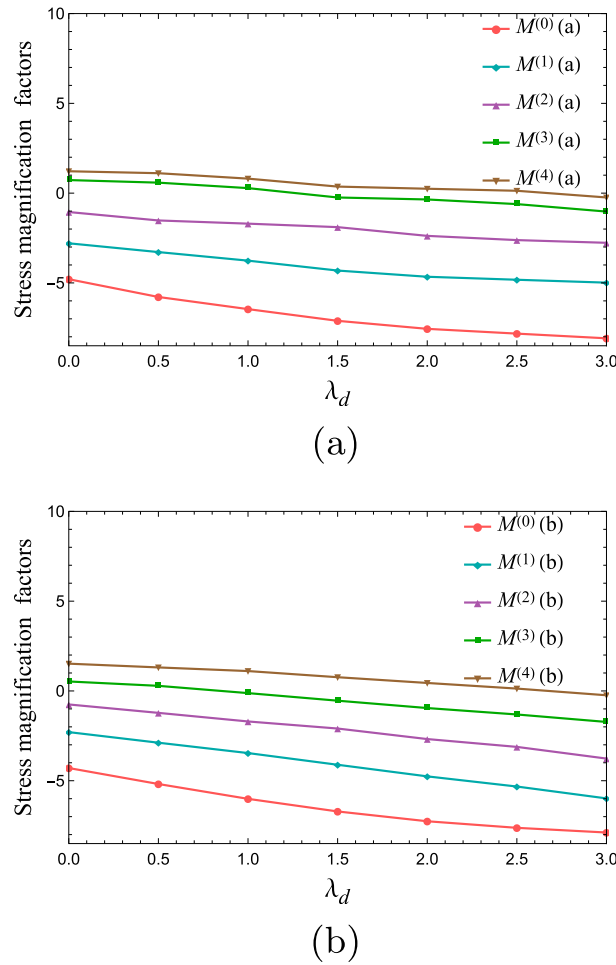 10
M⁽⁰⁾ (a)
M⁽¹⁾ (a)
5
M⁽²⁾ (a)
M⁽³⁾ (a)
M⁽⁴⁾ (a)
0
-5
Stress magnification factors
0.0 0.5 1.0 1.5 2.0 2.5 3.0
λ_d
(a)
10
M⁽⁰⁾ (b)
M⁽¹⁾ (b)
5
M⁽²⁾ (b)
M⁽³⁾ (b)
M⁽⁴⁾ (b)
0
-5
Stress magnification factors
0.0 0.5 1.0 1.5 2.0 2.5 3.0
λ_d
(b)